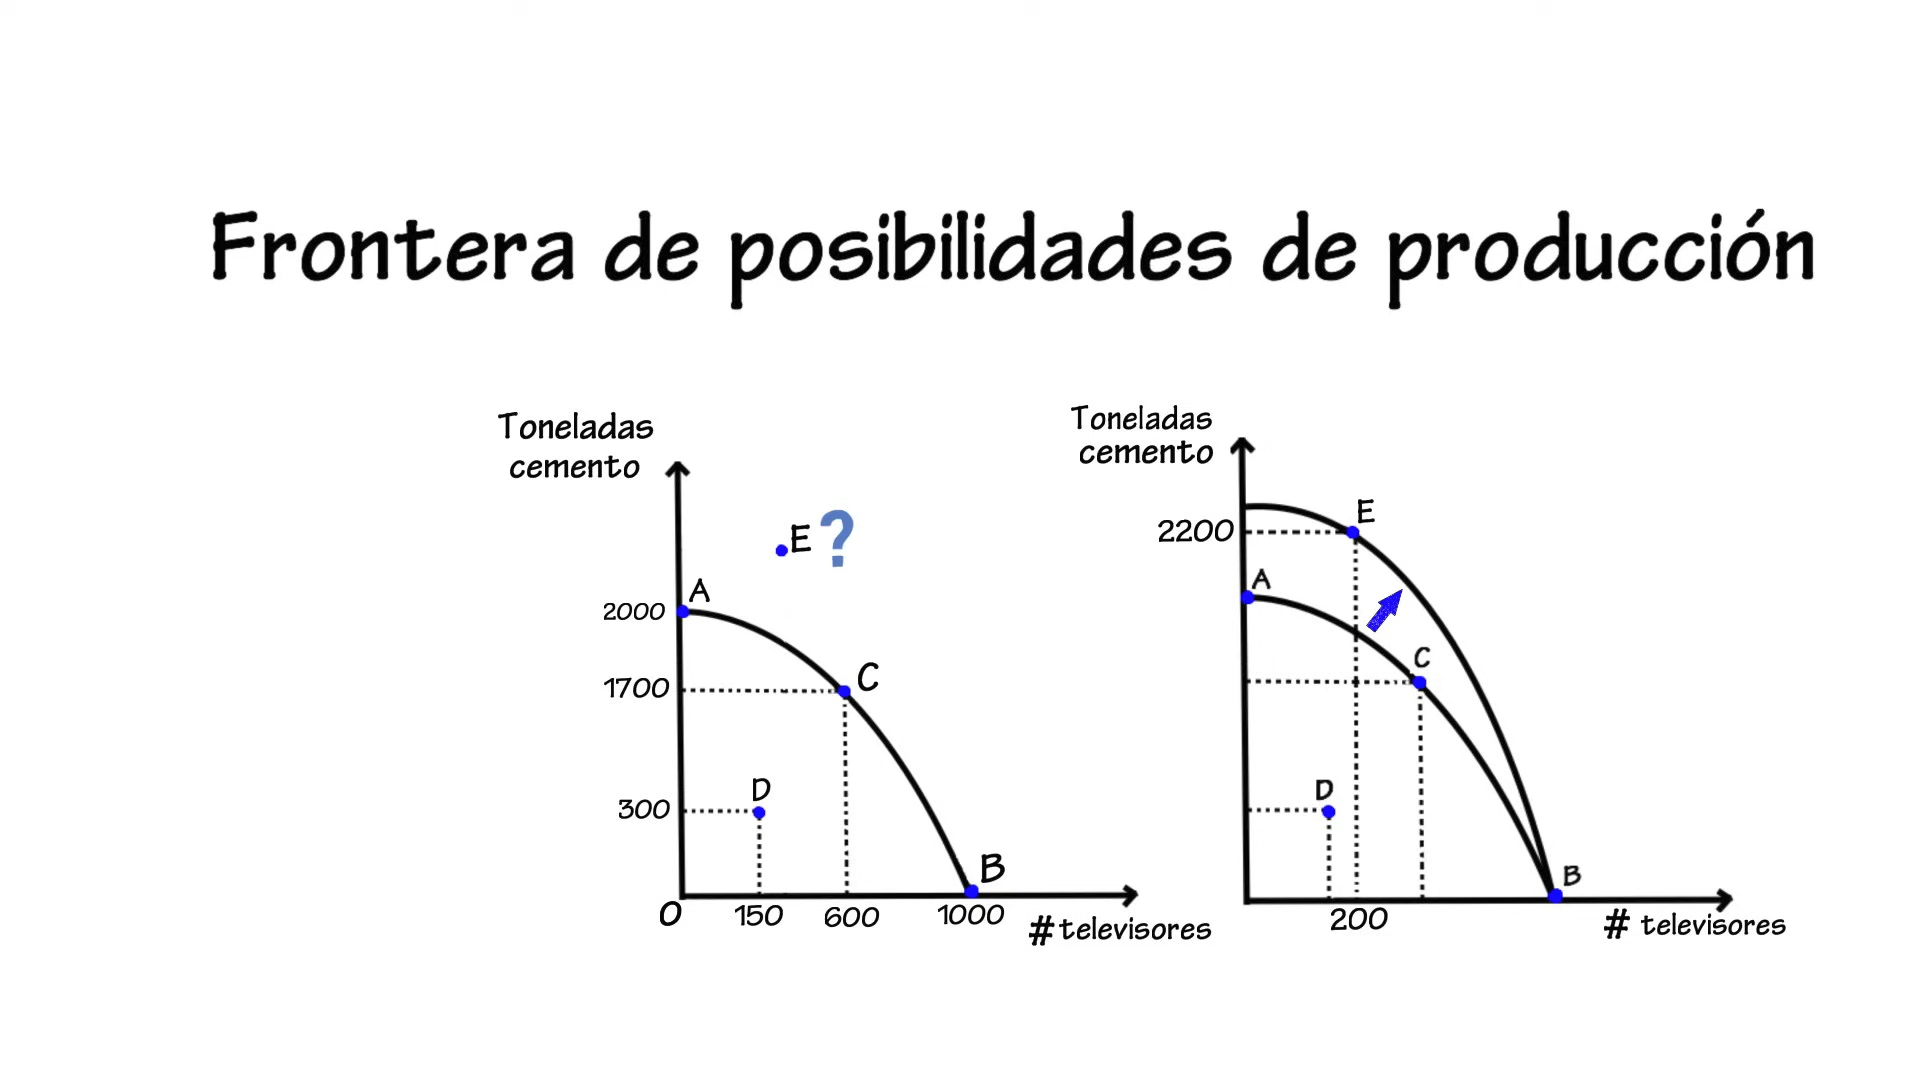 Frontera de posibilidades de producción
Toneladas
cemento
E ?
A
2000
C
1700
D
300
B
0
150
600
1000
# televisores
Toneladas
cemento
E
2200
A
C
D
B
200
# televisores